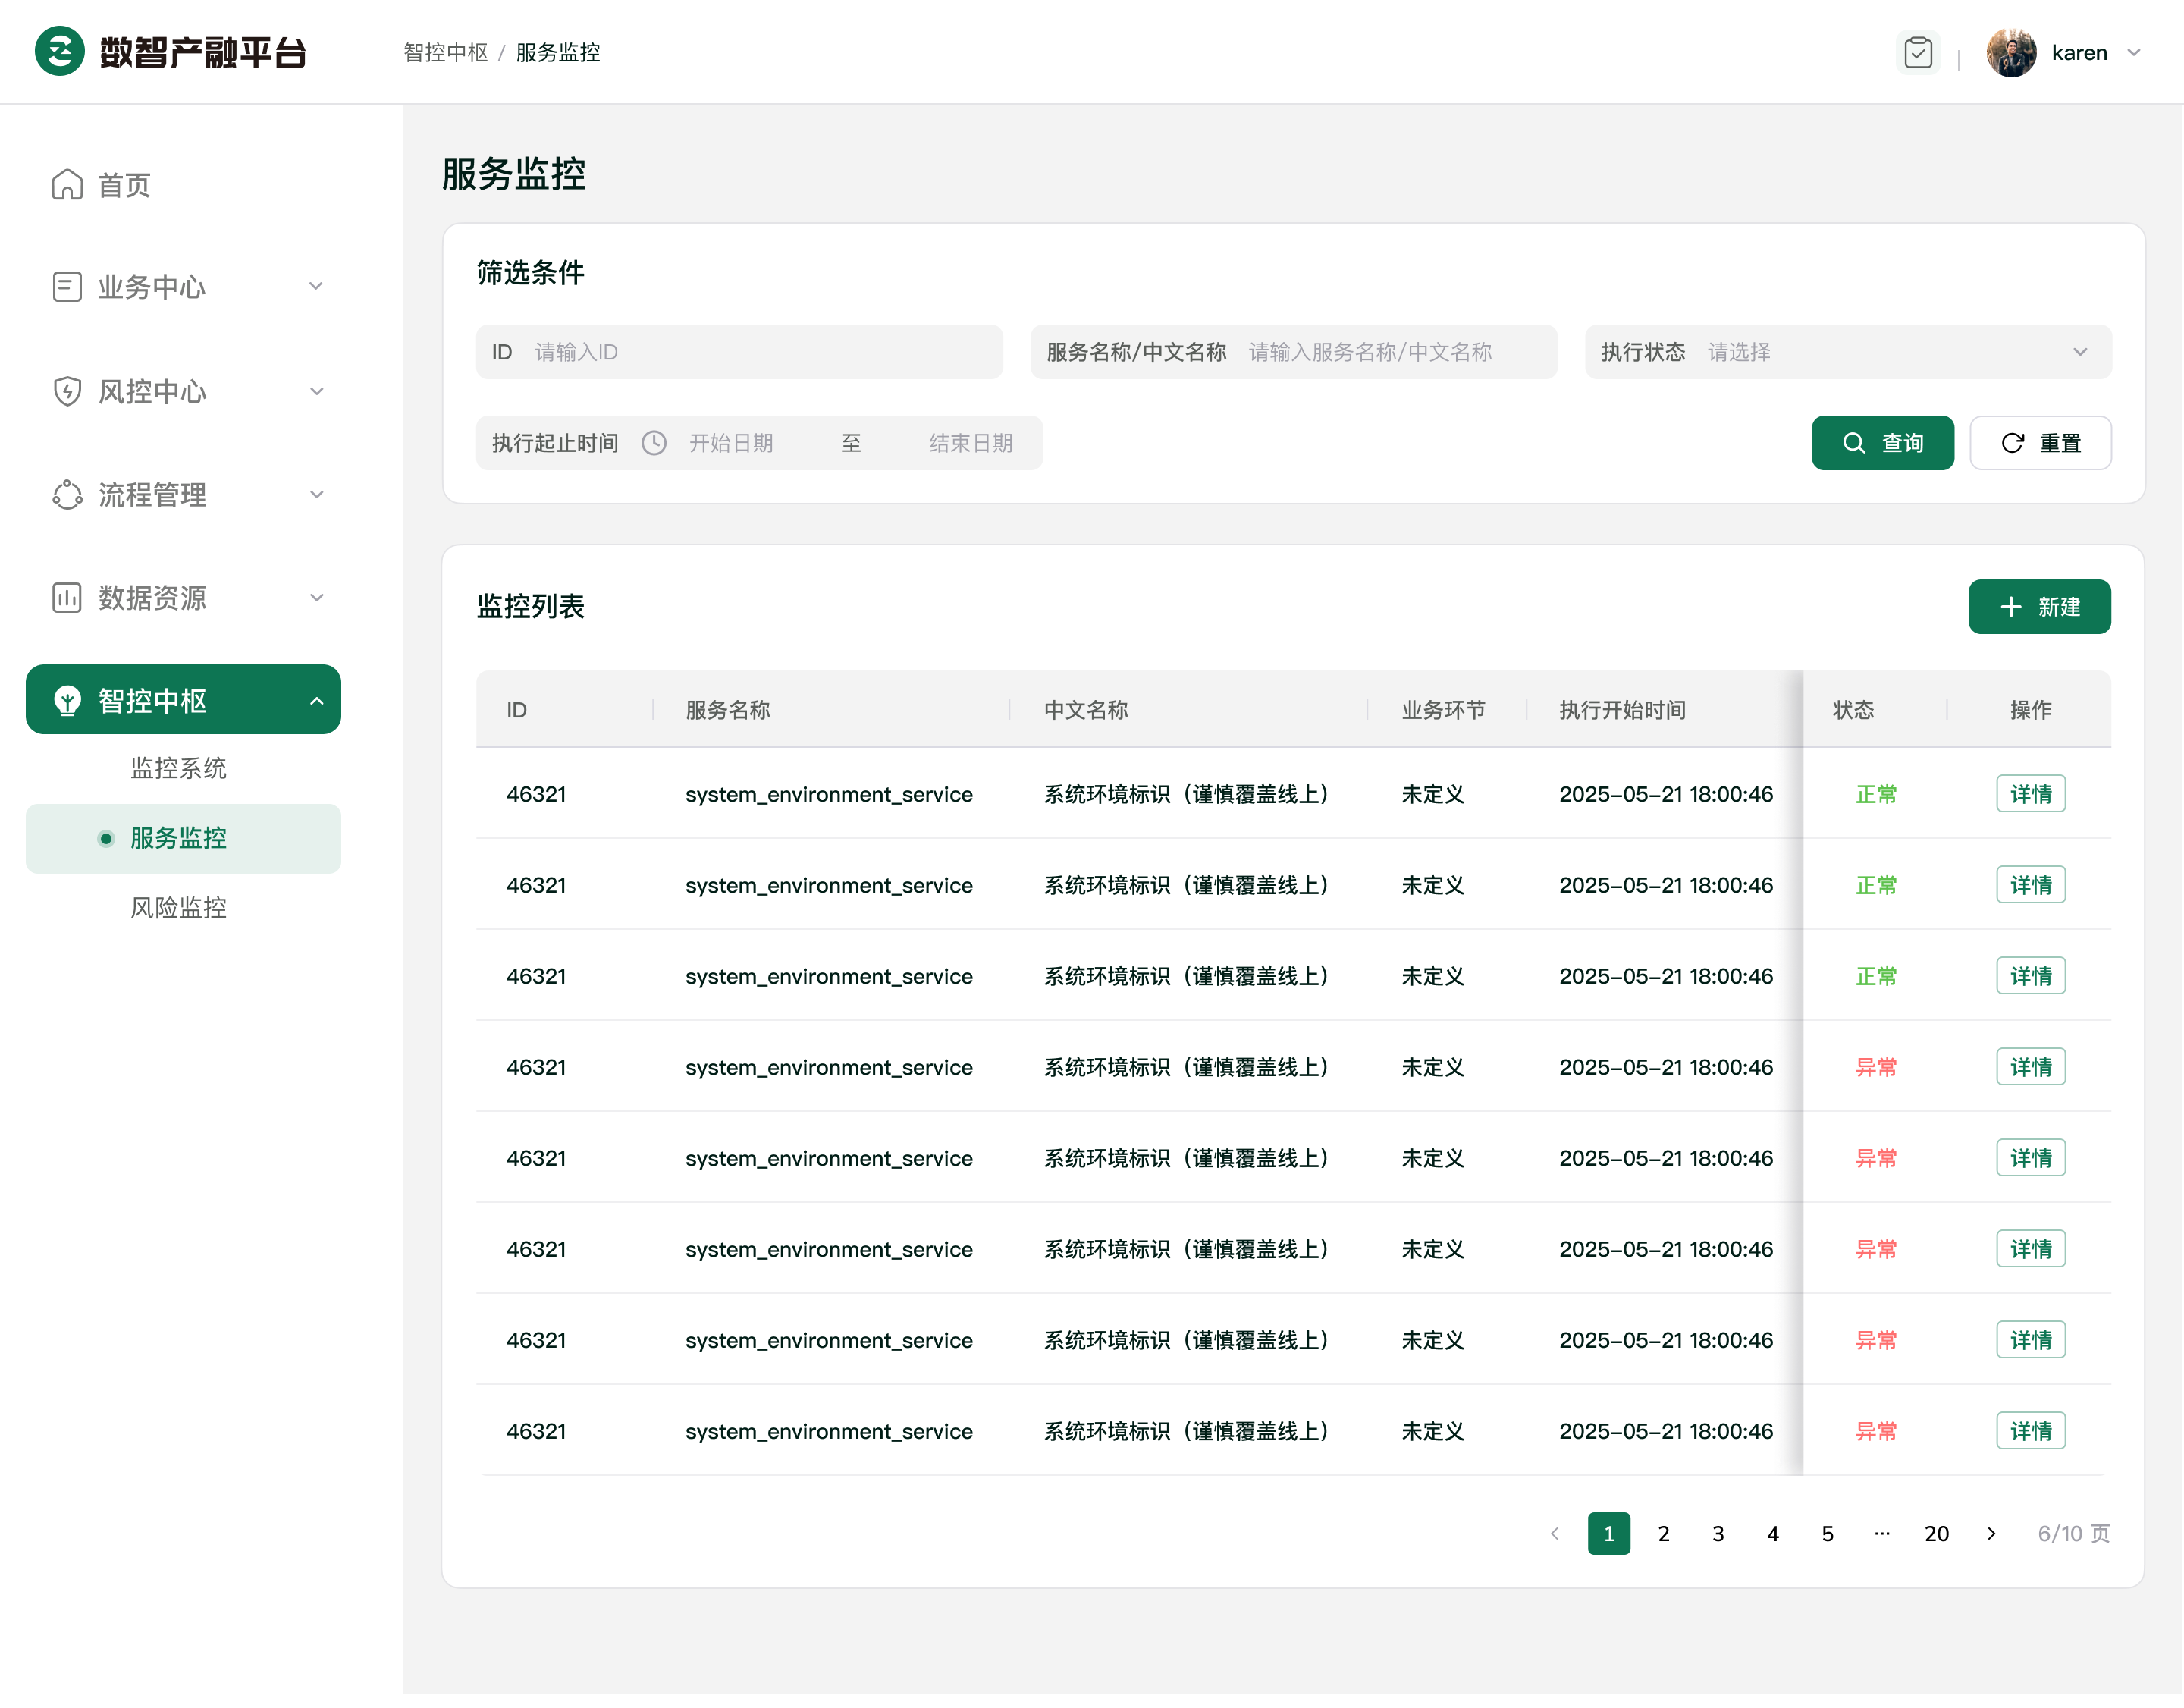 数智产融平台
智控中枢 / 服务监控
karen
首页
业务中心
风控中心
流程管理
数据资源
智控中枢
监控系统
服务监控
风险监控
服务监控
筛选条件
ID 请输入ID
服务名称/中文名称 请输入服务名称/中文名称
执行状态 请选择
执行起止时间 开始日期 至 结束日期
查询
重置
监控列表
新建
ID 服务名称 中文名称 业务环节 执行开始时间 状态 操作
46321 system_environment_service 系统环境标识（谨慎覆盖线上） 未定义 2025-05-21 18:00:46 正常 详情
46321 system_environment_service 系统环境标识（谨慎覆盖线上） 未定义 2025-05-21 18:00:46 正常 详情
46321 system_environment_service 系统环境标识（谨慎覆盖线上） 未定义 2025-05-21 18:00:46 正常 详情
46321 system_environment_service 系统环境标识（谨慎覆盖线上） 未定义 2025-05-21 18:00:46 异常 详情
46321 system_environment_service 系统环境标识（谨慎覆盖线上） 未定义 2025-05-21 18:00:46 异常 详情
46321 system_environment_service 系统环境标识（谨慎覆盖线上） 未定义 2025-05-21 18:00:46 异常 详情
46321 system_environment_service 系统环境标识（谨慎覆盖线上） 未定义 2025-05-21 18:00:46 异常 详情
46321 system_environment_service 系统环境标识（谨慎覆盖线上） 未定义 2025-05-21 18:00:46 异常 详情
1 2 3 4 5 ··· 20 6/10 页